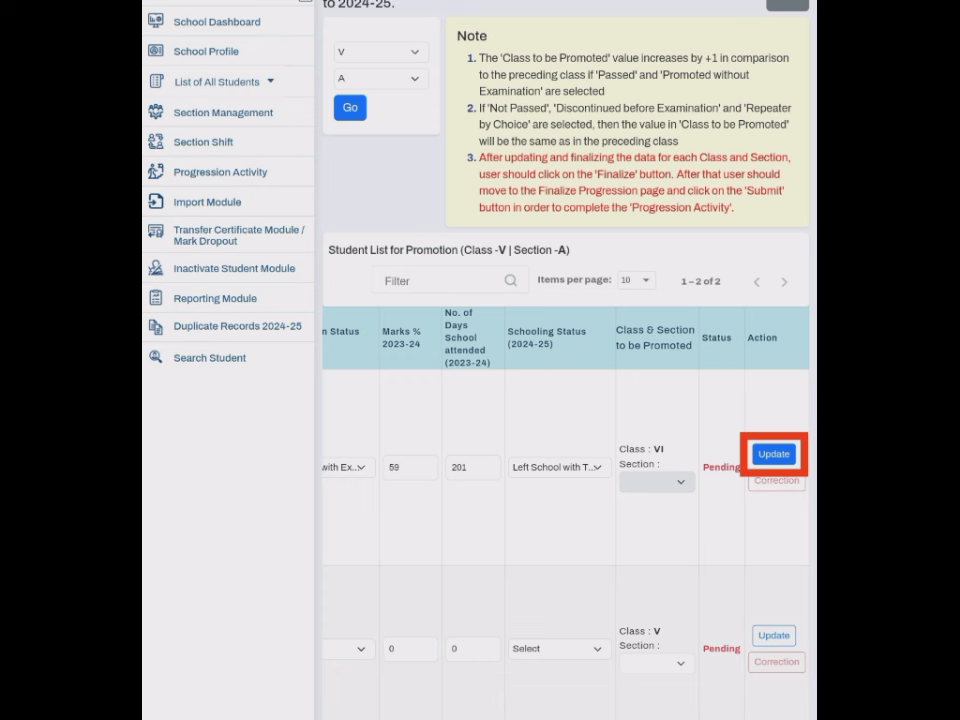 to 2024-25.
School Dashboard
School Profile
List of All Students
Section Management
Section Shift
Progression Activity
Import Module
Transfer Certificate Module /
Mark Dropout
Inactivate Student Module
Reporting Module
Duplicate Records 2024-25
Search Student
V
A
Go
Note
1. The 'Class to be Promoted' value increases by +1 in comparison
to the preceding class if 'Passed' and 'Promoted without
Examination' are selected
2. If 'Not Passed', 'Discontinued before Examination' and 'Repeater
by Choice' are selected, then the value in 'Class to be Promoted'
will be the same as in the preceding class
3. After updating and finalizing the data for each Class and Section,
user should click on the 'Finalize' button. After that user should
move to the Finalize Progression page and click on the 'Submit'
button in order to complete the 'Progression Activity'.
Student List for Promotion (Class -V | Section -A)
Filter
Items per page: 10
1 – 2 of 2
n Status
Marks %
2023-24
No. of
Days
School
attended
(2023-24)
Schooling Status
(2024-25)
Class & Section
to be Promoted
Status
Action
with Ex..
59
201
Left School with T..
Class : VI
Section :
Pending
Update
Correction
0
0
Select
Class : V
Section :
Pending
Update
Correction